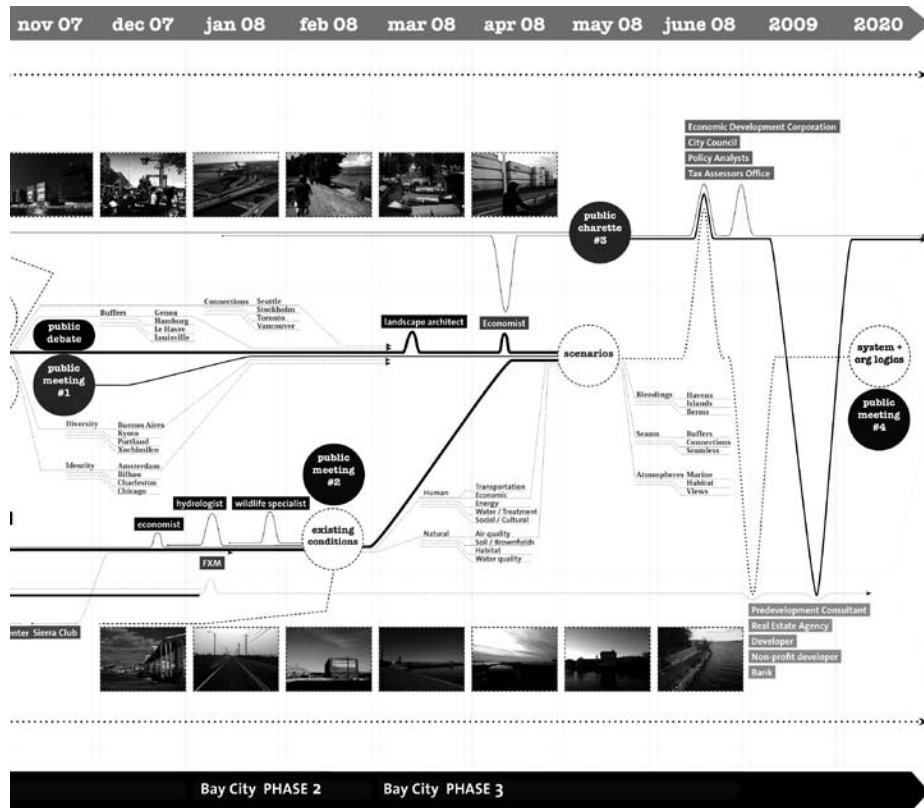 nov 07
dec 07
jan 08
feb 08
mar 08
apr 08
may 08
june 08
2009
2020
Economic Development Corporation
City Council
Policy Analysts
Tax Assessors Office
public
charette
#3
Connections
Seattle
Stockholm
Toronto
Vancouver
Buffers
Genoa
Hamburg
Le Havre
Louisville
public
debate
landscape architect
Economist
public
meeting
#1
scenarios
system +
org logics
public
meeting
#4
Blendings
Havens
Islands
Berms
Seams
Buffers
Connections
Seamless
Atmospheres
Marine
Habitat
Views
Diversity
Buenos Aires
Kyoto
Portland
Xochimilco
Identity
Amsterdam
Bilbao
Charleston
Chicago
public
meeting
#2
Human
Transportation
Economic
Energy
Water / Treatment
Social / Cultural
Natural
Air quality
Soil / Brownfields
Habitat
Water quality
economist
hydrologist
wildlife specialist
existing
conditions
FXM
enter Sierra Club
Predevelopment Consultant
Real Estate Agency
Developer
Non-profit developer
Bank
Bay City PHASE 2
Bay City PHASE 3